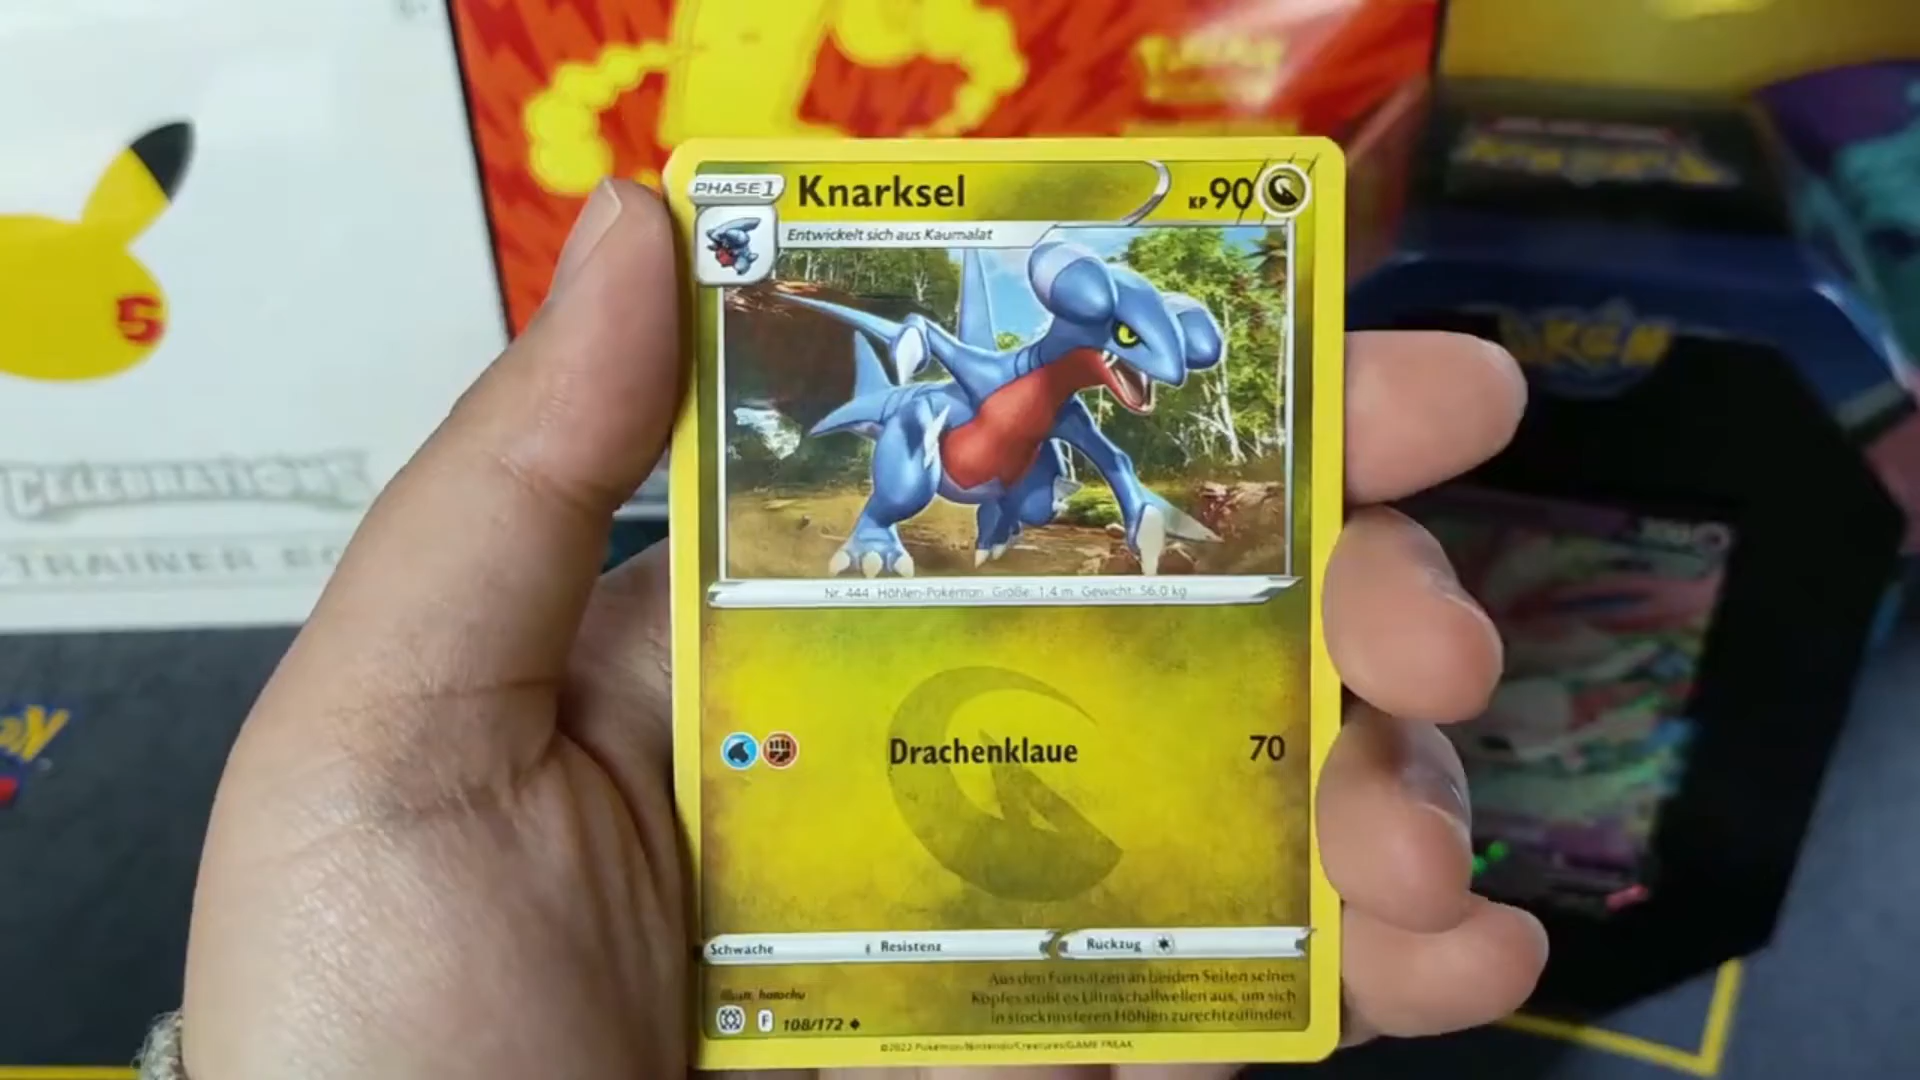 PHASE 1 Knarksel KP 90
Entwickelt sich aus Kaumalat
Nr. 444 Höhlen-Pokémon Größe: 1,4 m Gewicht: 56,0 kg
Drachenklaue 70
Schwäche Resistenz Rückzug
Illustr. hatachu
Aus den Fortsätzen an beiden Seiten seines
Kopfes stößt es Ultraschallwellen aus, um sich
in stockfinsteren Höhlen zurechtzufinden.
F 108/172
©2022 Pokémon/Nintendo/Creatures/GAME FREAK
5
CELEBRATIONS
TRAINER